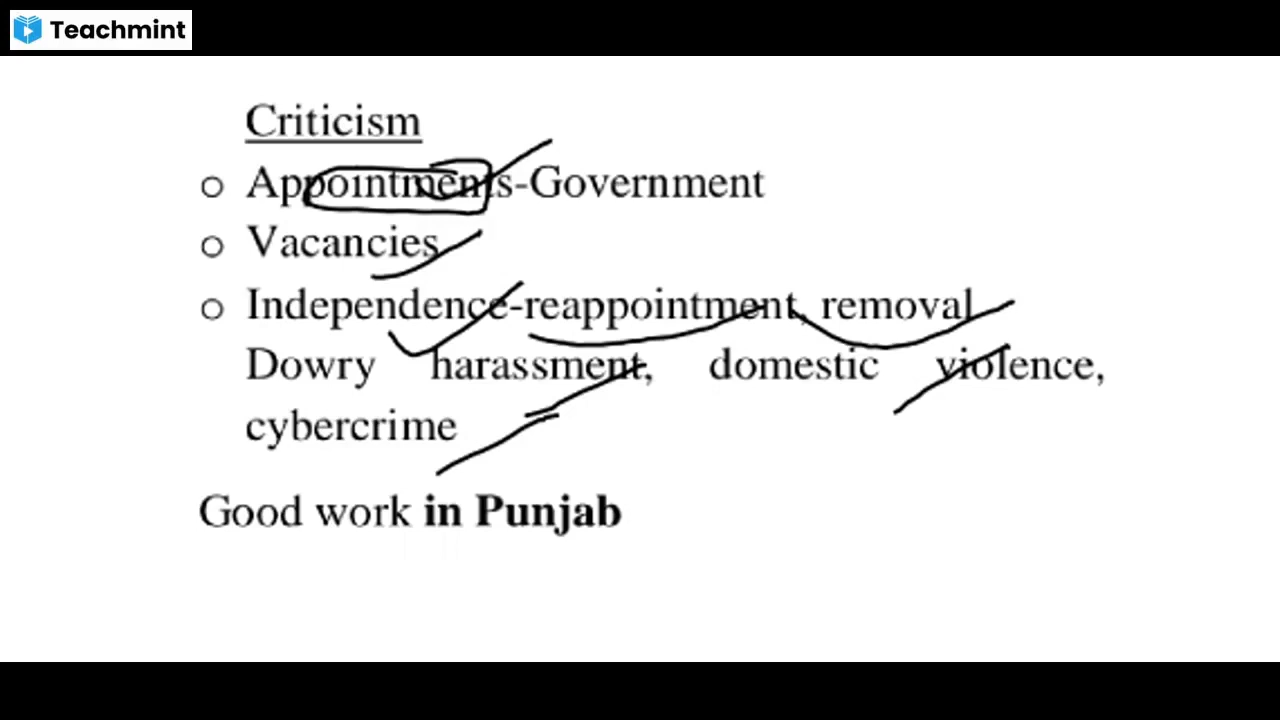 Teachmint
Criticism
o Appointments-Government
o Vacancies
o Independence-reappointment, removal
Dowry harassment, domestic violence,
cybercrime
Good work in Punjab